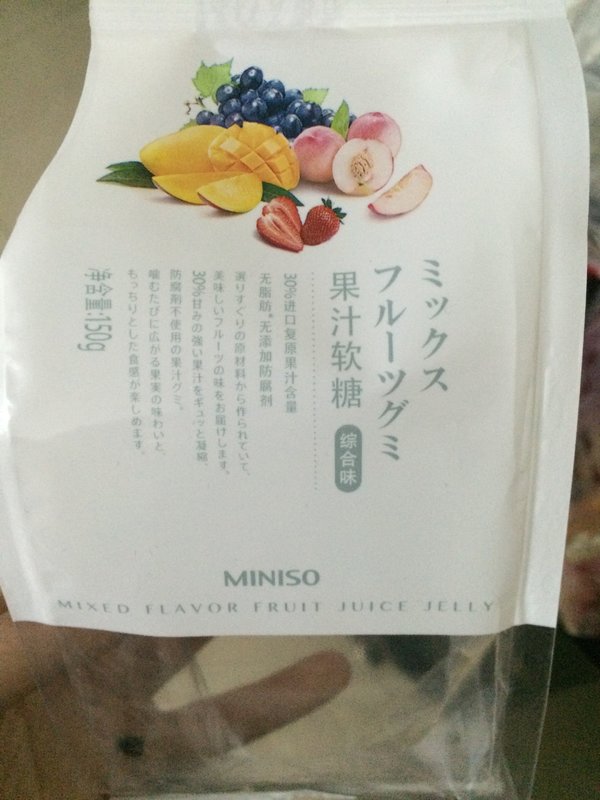 ミックス
フルーツグミ
果汁软糖
综合味
30%进口复原果汁含量
无脂肪*无添加防腐剂
選りすぐりの原材料から作られていて、
美味しいフルーツの味をお届けします。
30%甘みの強い果汁をギュッと凝縮、
防腐剤不使用の果汁グミ。
噛むたびに広がる果実の味わいと、
もっちりとした食感が楽しめます。
净含量:150g
MINISO
MIXED FLAVOR FRUIT JUICE JELLY